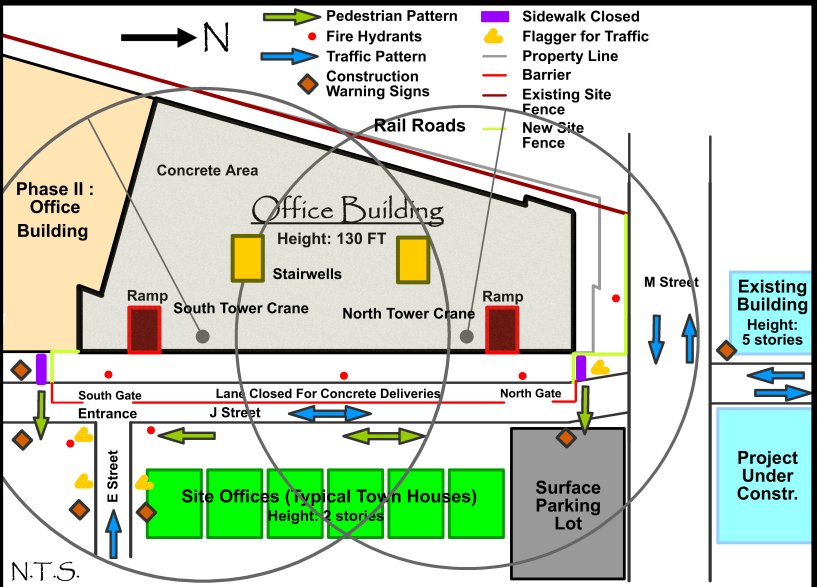 Pedestrian Pattern
Fire Hydrants
Traffic Pattern
Construction
Warning Signs
Sidewalk Closed
Flagger for Traffic
Property Line
Barrier
Existing Site
Fence
New Site
Fence
N
Rail Roads
Concrete Area
Phase II :
Office
Building
Office Building
Height: 130 FT
Stairwells
Ramp
South Tower Crane
North Tower Crane
Ramp
M Street
Existing
Building
Height:
5 stories
South Gate
Lane Closed For Concrete Deliveries
North Gate
Entrance
J Street
E Street
Site Offices (Typical Town Houses)
Height: 2 stories
Surface
Parking
Lot
Project
Under
Constr.
N.T.S.